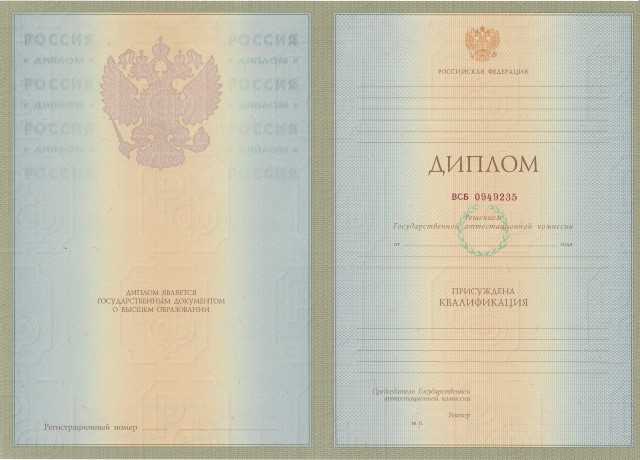 РОССИЯ РОССИЯ
ДИПЛОМ ДИПЛОМ
ДИПЛОМ ДИПЛОМ
РОССИЯ РОССИЯ
ДИПЛОМ ДИПЛОМ
РОССИЯ РОССИЯ
ДИПЛОМ ЯВЛЯЕТСЯ
ГОСУДАРСТВЕННЫМ ДОКУМЕНТОМ
О ВЫСШЕМ ОБРАЗОВАНИИ
Регистрационный номер
РОССИЙСКАЯ ФЕДЕРАЦИЯ
ДИПЛОМ
ВСБ 0949235
Решением
Государственной аттестационной комиссии
от года
ПРИСУЖДЕНА
КВАЛИФИКАЦИЯ
Председатель Государственной
аттестационной комиссии
Ректор
М.П.